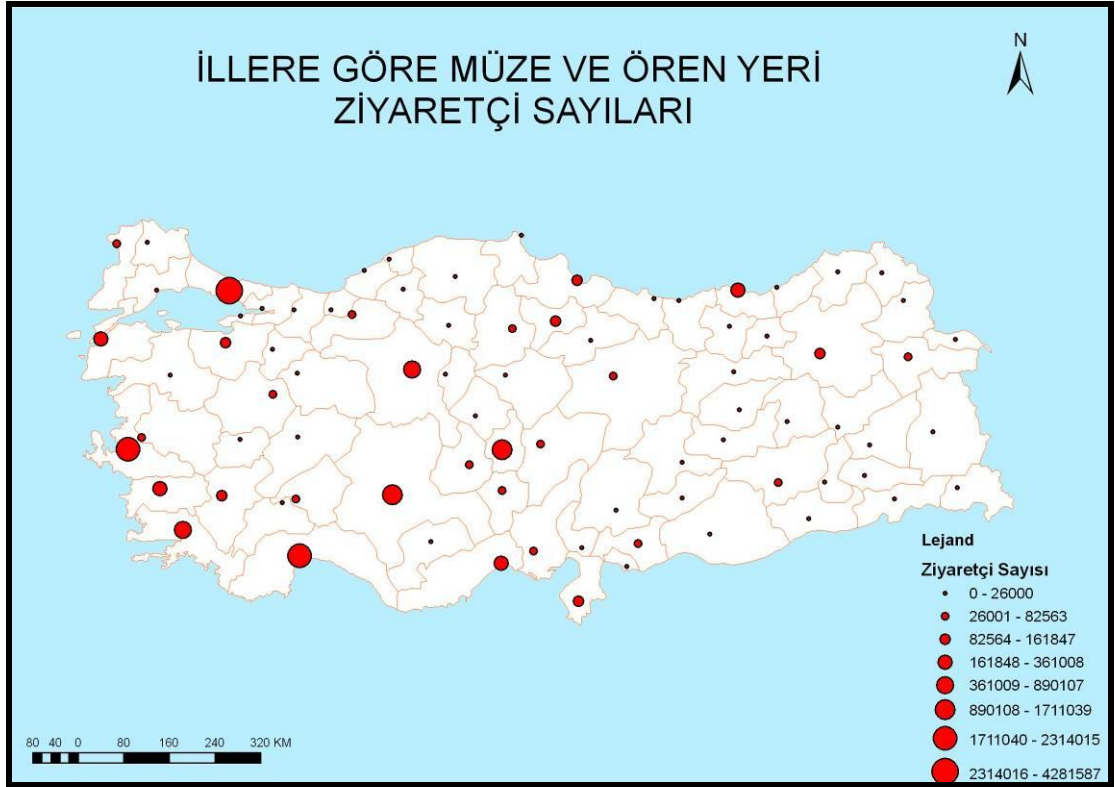 İLLERE GÖRE MÜZE VE ÖREN YERİ
ZİYARETÇİ SAYILARI
N
Lejand
Ziyaretçi Sayısı
0 - 26000
26001 - 82563
82564 - 161847
161848 - 361008
361009 - 890107
890108 - 1711039
1711040 - 2314015
2314016 - 4281587
80 40 0 80 160 240 320 KM